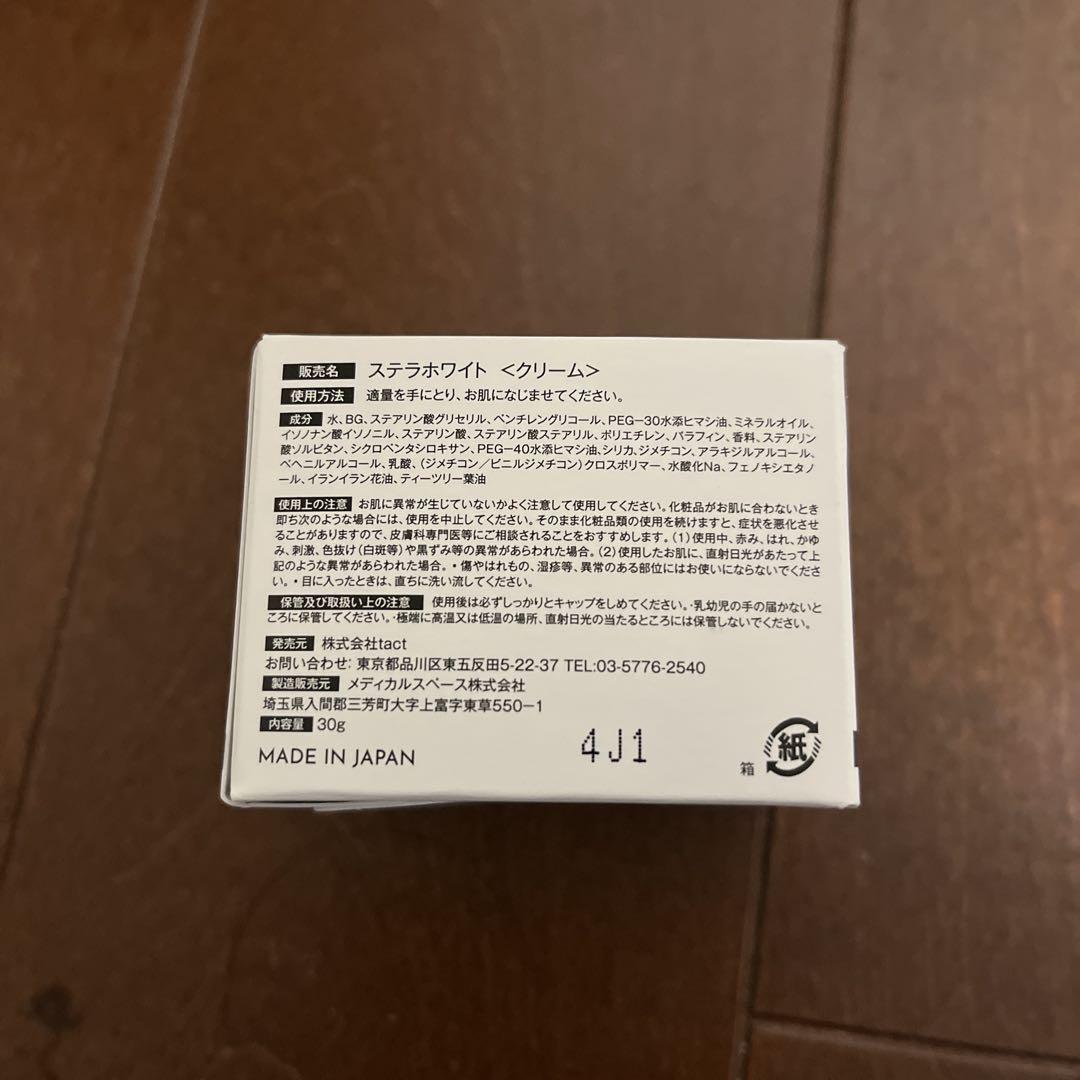 販売名 ステラホワイト <クリーム>
使用方法 適量を手にとり、お肌になじませてください。
成分 水、BG、ステアリン酸グリセリル、ペンチレングリコール、PEG-30水添ヒマシ油、ミネラルオイル、
イソノナン酸イソノニル、ステアリン酸、ステアリン酸ステアリル、ポリエチレン、パラフィン、香料、ステアリン
酸ソルビタン、シクロペンタシロキサン、PEG-40水添ヒマシ油、シリカ、ジメチコン、アラキジルアルコール、
ベヘニルアルコール、乳酸、(ジメチコン/ビニルジメチコン)クロスポリマー、水酸化Na、フェノキシエタノ
ール、イランイラン花油、ティーツリー葉油
使用上の注意 お肌に異常が生じていないかよく注意して使用してください。化粧品がお肌に合わないとき
即ち次のような場合には、使用を中止してください。そのまま化粧品類の使用を続けますと、症状を悪化させ
ることがありますので、皮膚科専門医等にご相談されることをおすすめします。(1)使用中、赤み、はれ、かゆ
み、刺激、色抜け(白斑等)や黒ずみ等の異常があらわれた場合。(2)使用したお肌に、直射日光があたって上
記のような異常があらわれた場合。・傷やはれもの、湿疹等、異常のある部位にはお使いにならないでくださ
い。・目に入ったときは、直ちに洗い流してください。
保管及び取扱い上の注意 使用後は必ずしっかりとキャップをしめてください。・乳幼児の手の届かないと
ころに保管してください。・極端に高温又は低温の場所、直射日光の当たるところには保管しないでください。
発売元 株式会社tact
お問い合わせ: 東京都品川区東五反田5-22-37 TEL:03-5776-2540
製造販売元 メディカルスペース株式会社
埼玉県入間郡三芳町大字上富字東草550-1
内容量 30g
MADE IN JAPAN
4J1
箱 紙